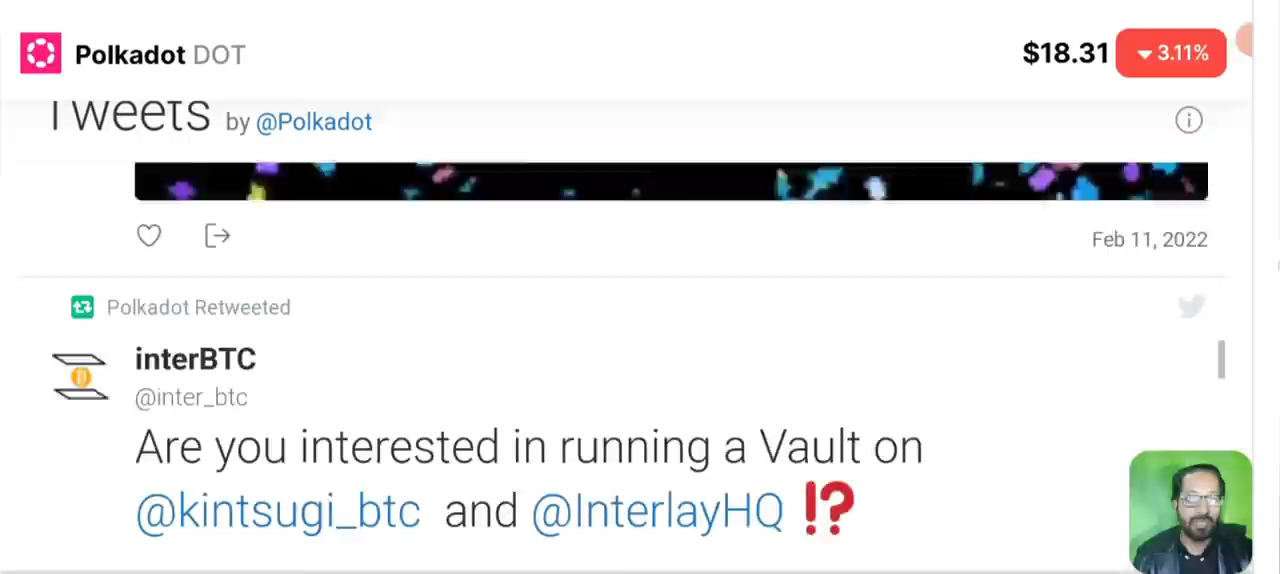 Polkadot DOT
$18.31 3.11%
Tweets by @Polkadot
Feb 11, 2022
Polkadot Retweeted
interBTC
@inter_btc
Are you interested in running a Vault on
@kintsugi_btc and @InterlayHQ ⁉️